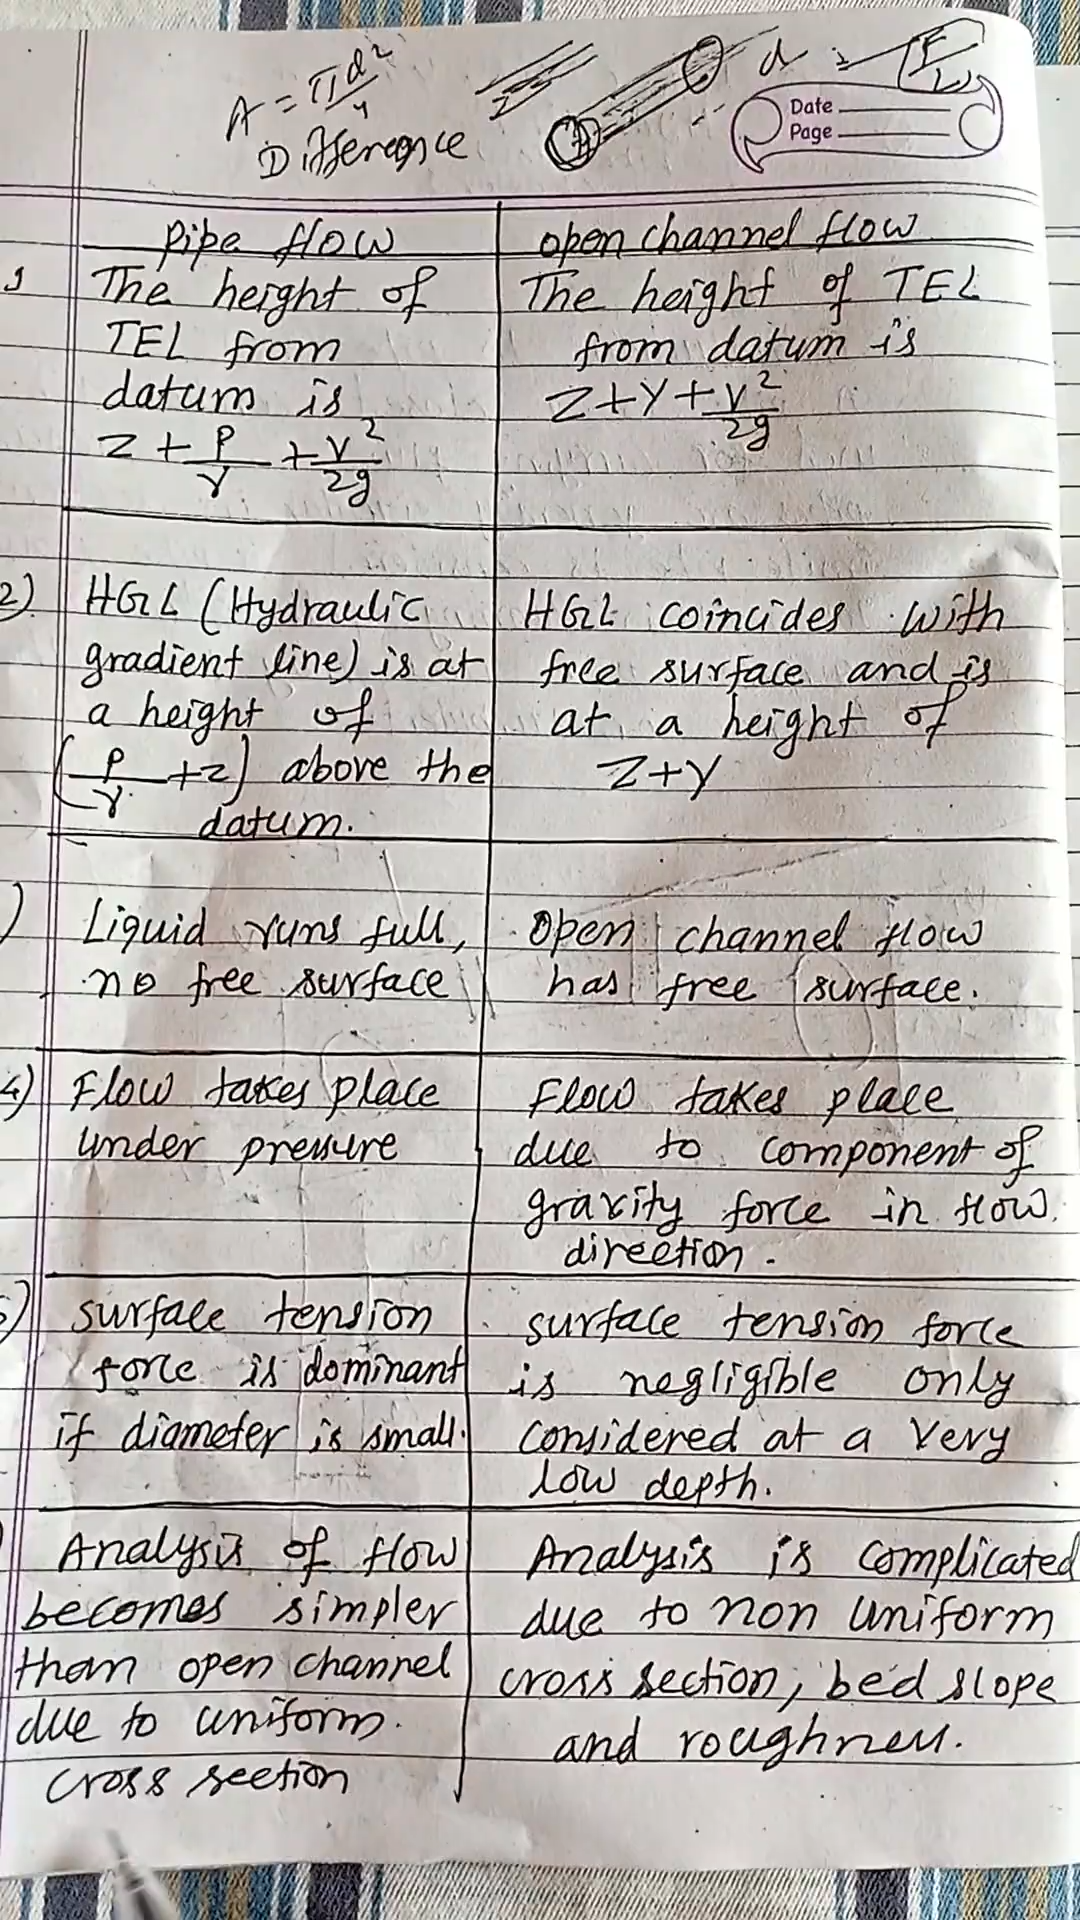 A = πd²/4
d =
Date
Page
Difference
Pipe flow
open channel flow
1 The height of
TEL from
datum is
Z + P/γ + V²/2g
The height of TEL
from datum is
Z+Y+V²/2g
2) HGL (Hydraulic
gradient line) is at
a height of
(P/γ +z) above the
datum.
HGL coincides with
free surface and is
at a height of
Z+Y
) Liquid runs full,
no free surface
Open channel flow
has free surface.
4) Flow takes place
under pressure
Flow takes place
due to component of
gravity force in flow
direction.
5) surface tension
force is dominant
if diameter is small.
surface tension force
is negligible only
considered at a very
low depth.
Analysis of flow
becomes simpler
than open channel
due to uniform.
cross section
Analysis is complicated
due to non uniform
cross section, bed slope
and roughness.